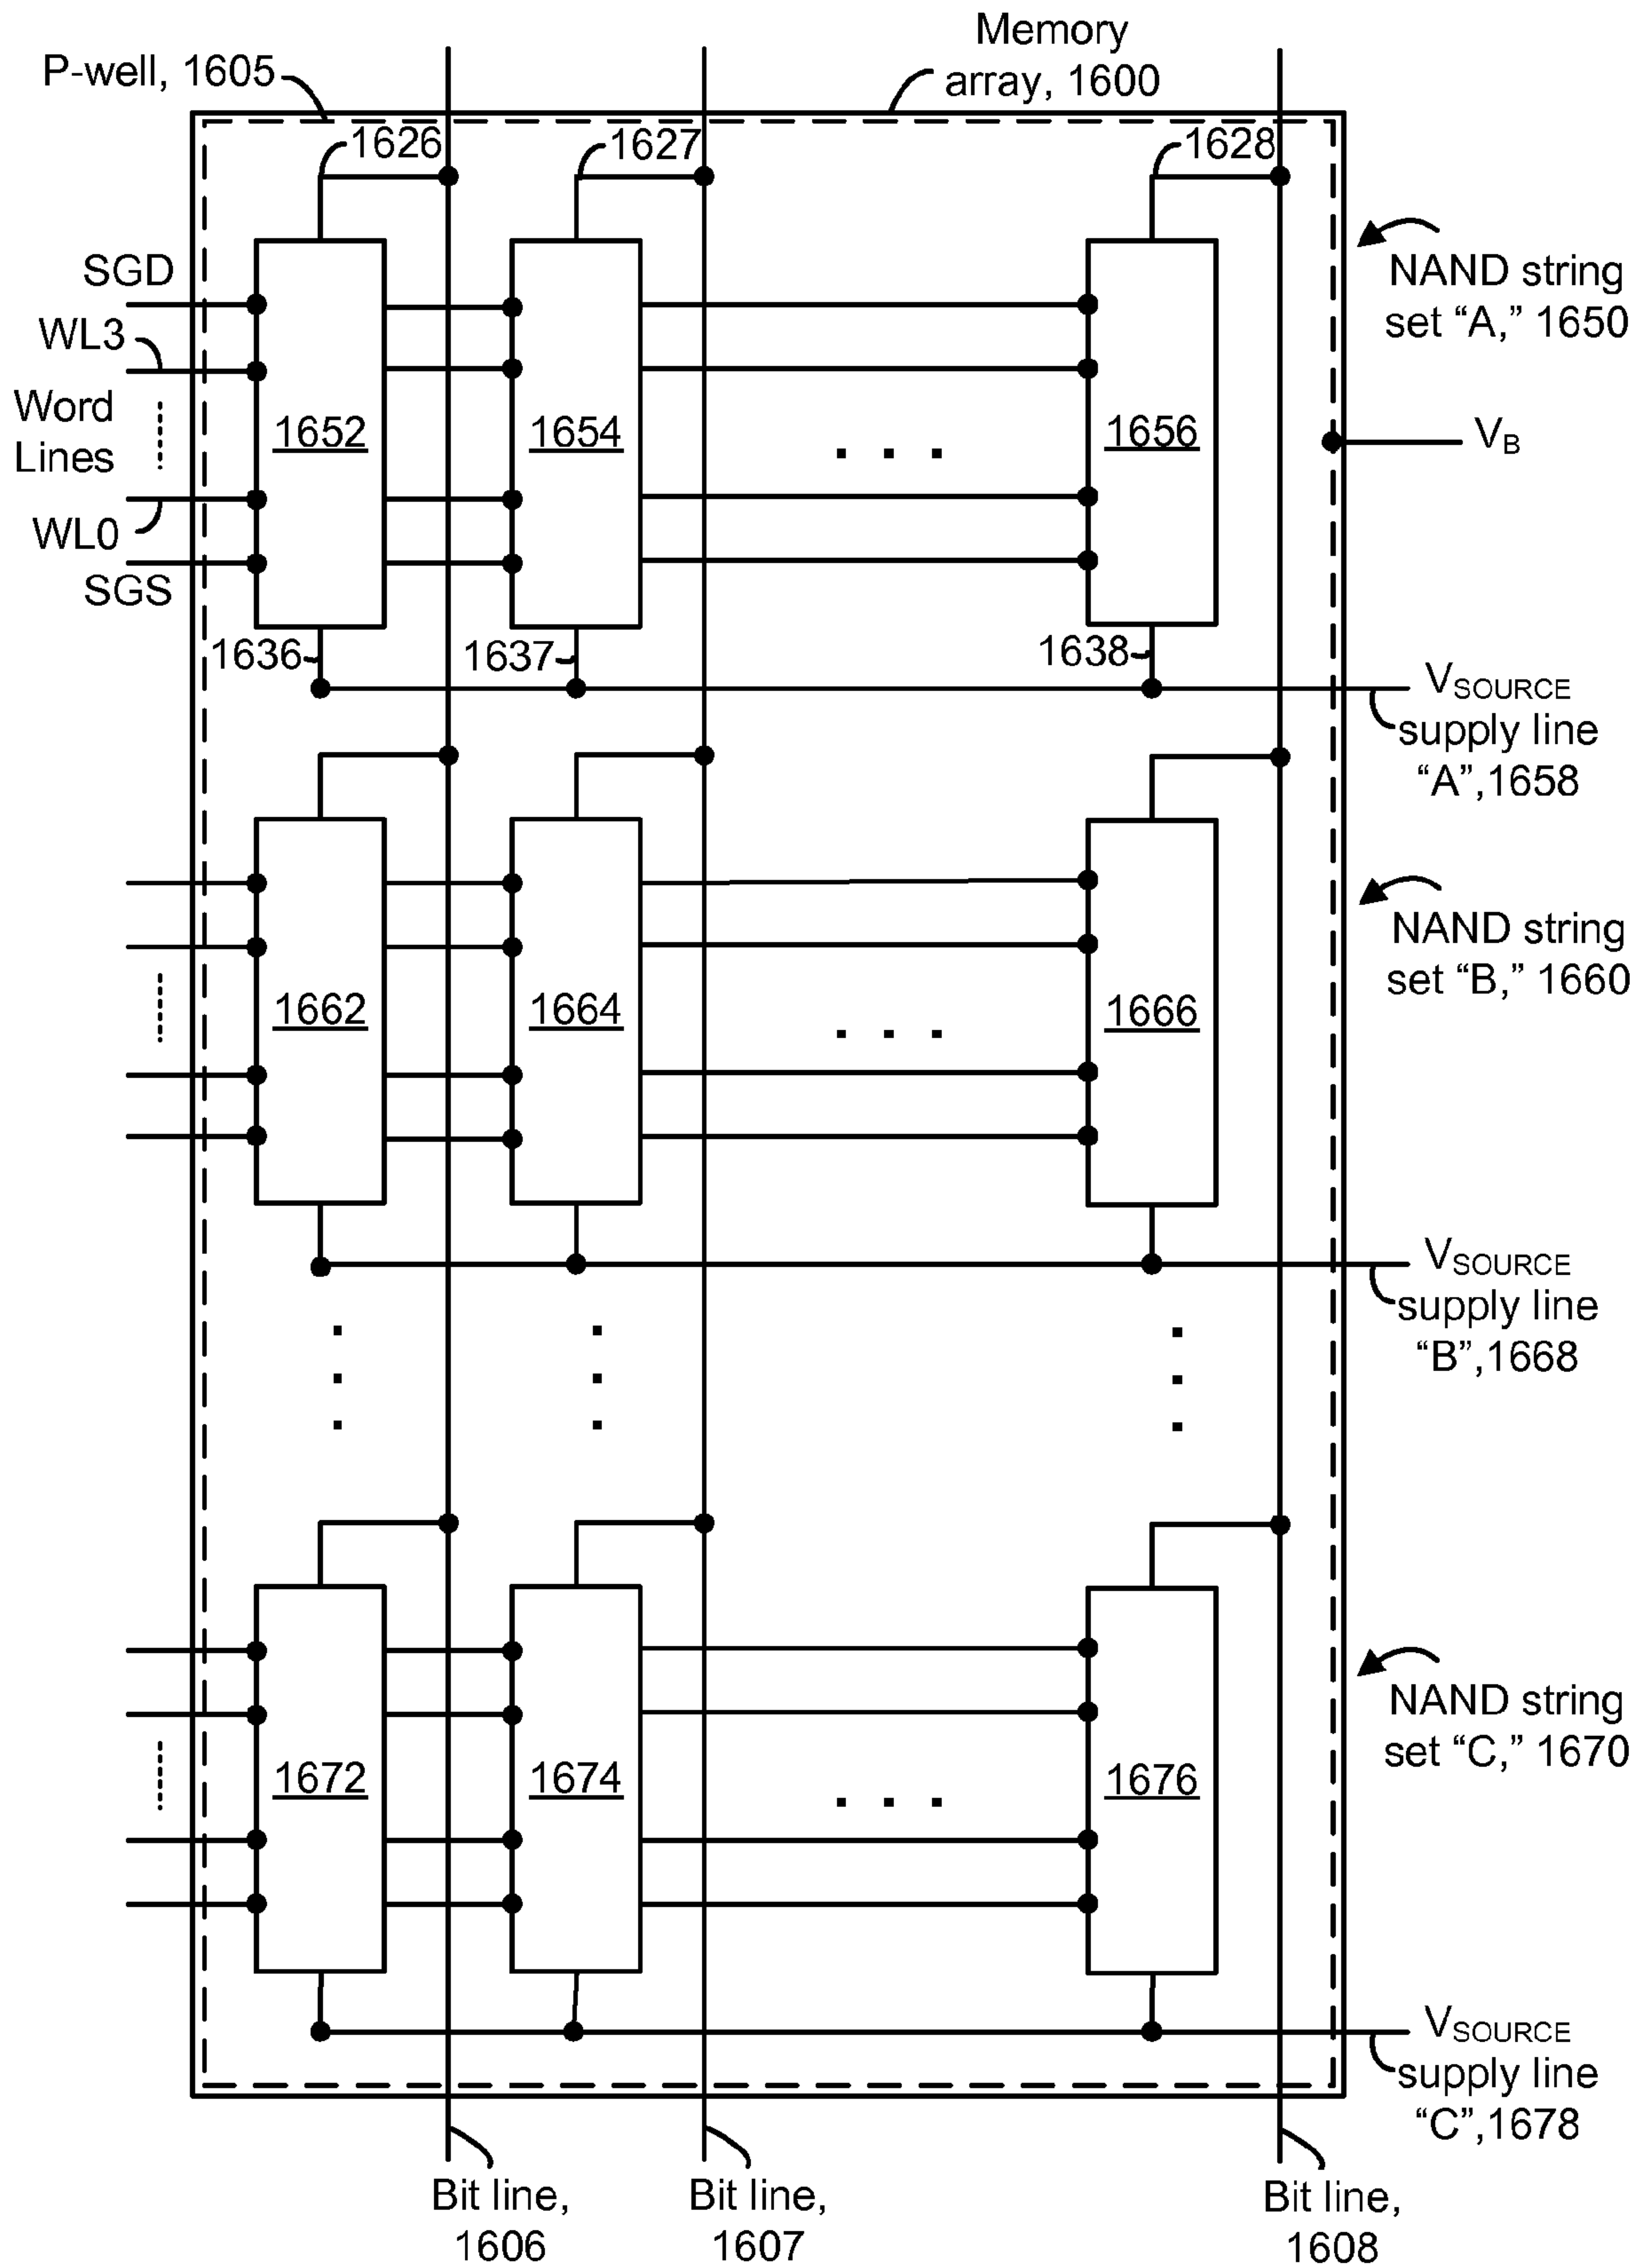 Memory
array, 1600
P-well, 1605
1626
1627
1628
SGD
WL3
Word
Lines
WL0
SGS
1652
1654
. . .
1656
NAND string
set “A,” 1650
VB
1636
1637
1638
VSOURCE
supply line
“A”,1658
1662
1664
. . .
1666
NAND string
set “B,” 1660
VSOURCE
supply line
“B”,1668
1672
1674
. . .
1676
NAND string
set “C,” 1670
VSOURCE
supply line
“C”,1678
Bit line,
1606
Bit line,
1607
Bit line,
1608